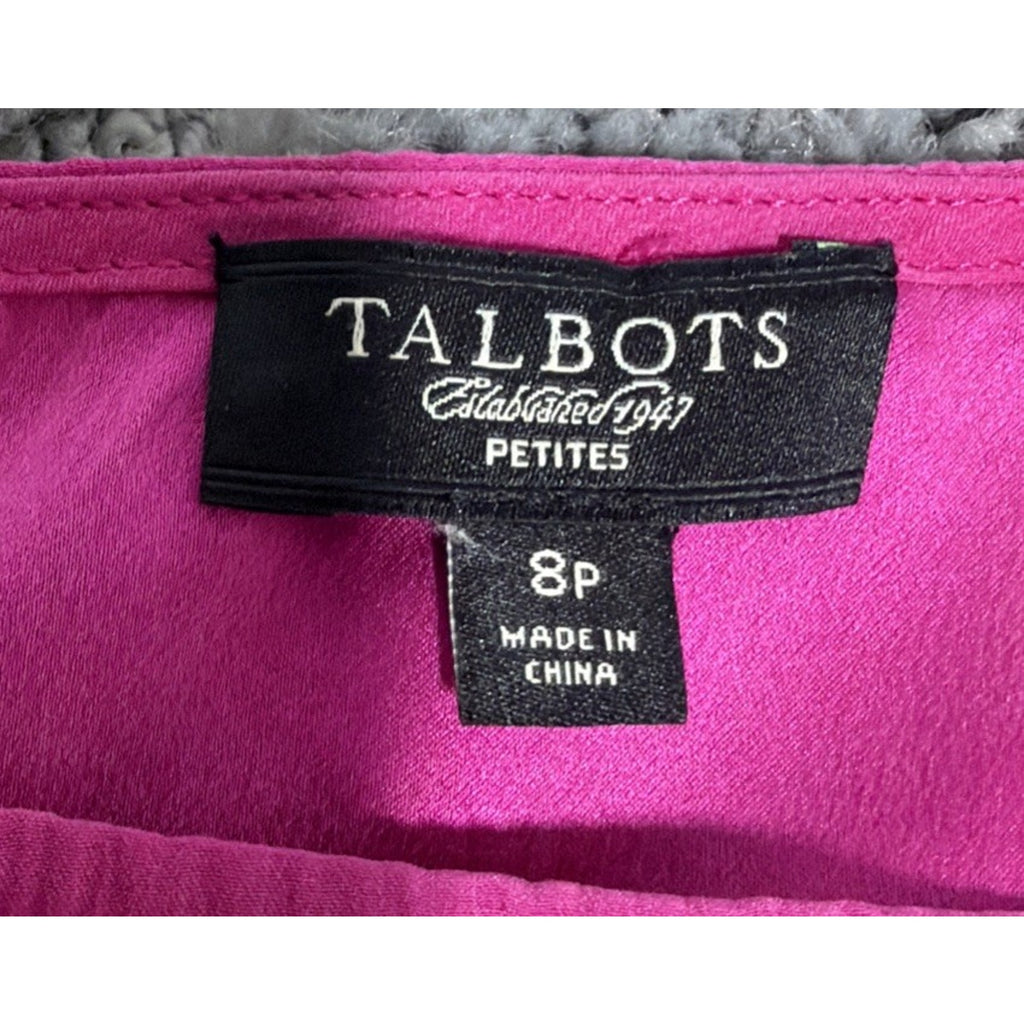 TALBOTS
Established 1947
PETITES
8P
MADE IN
CHINA